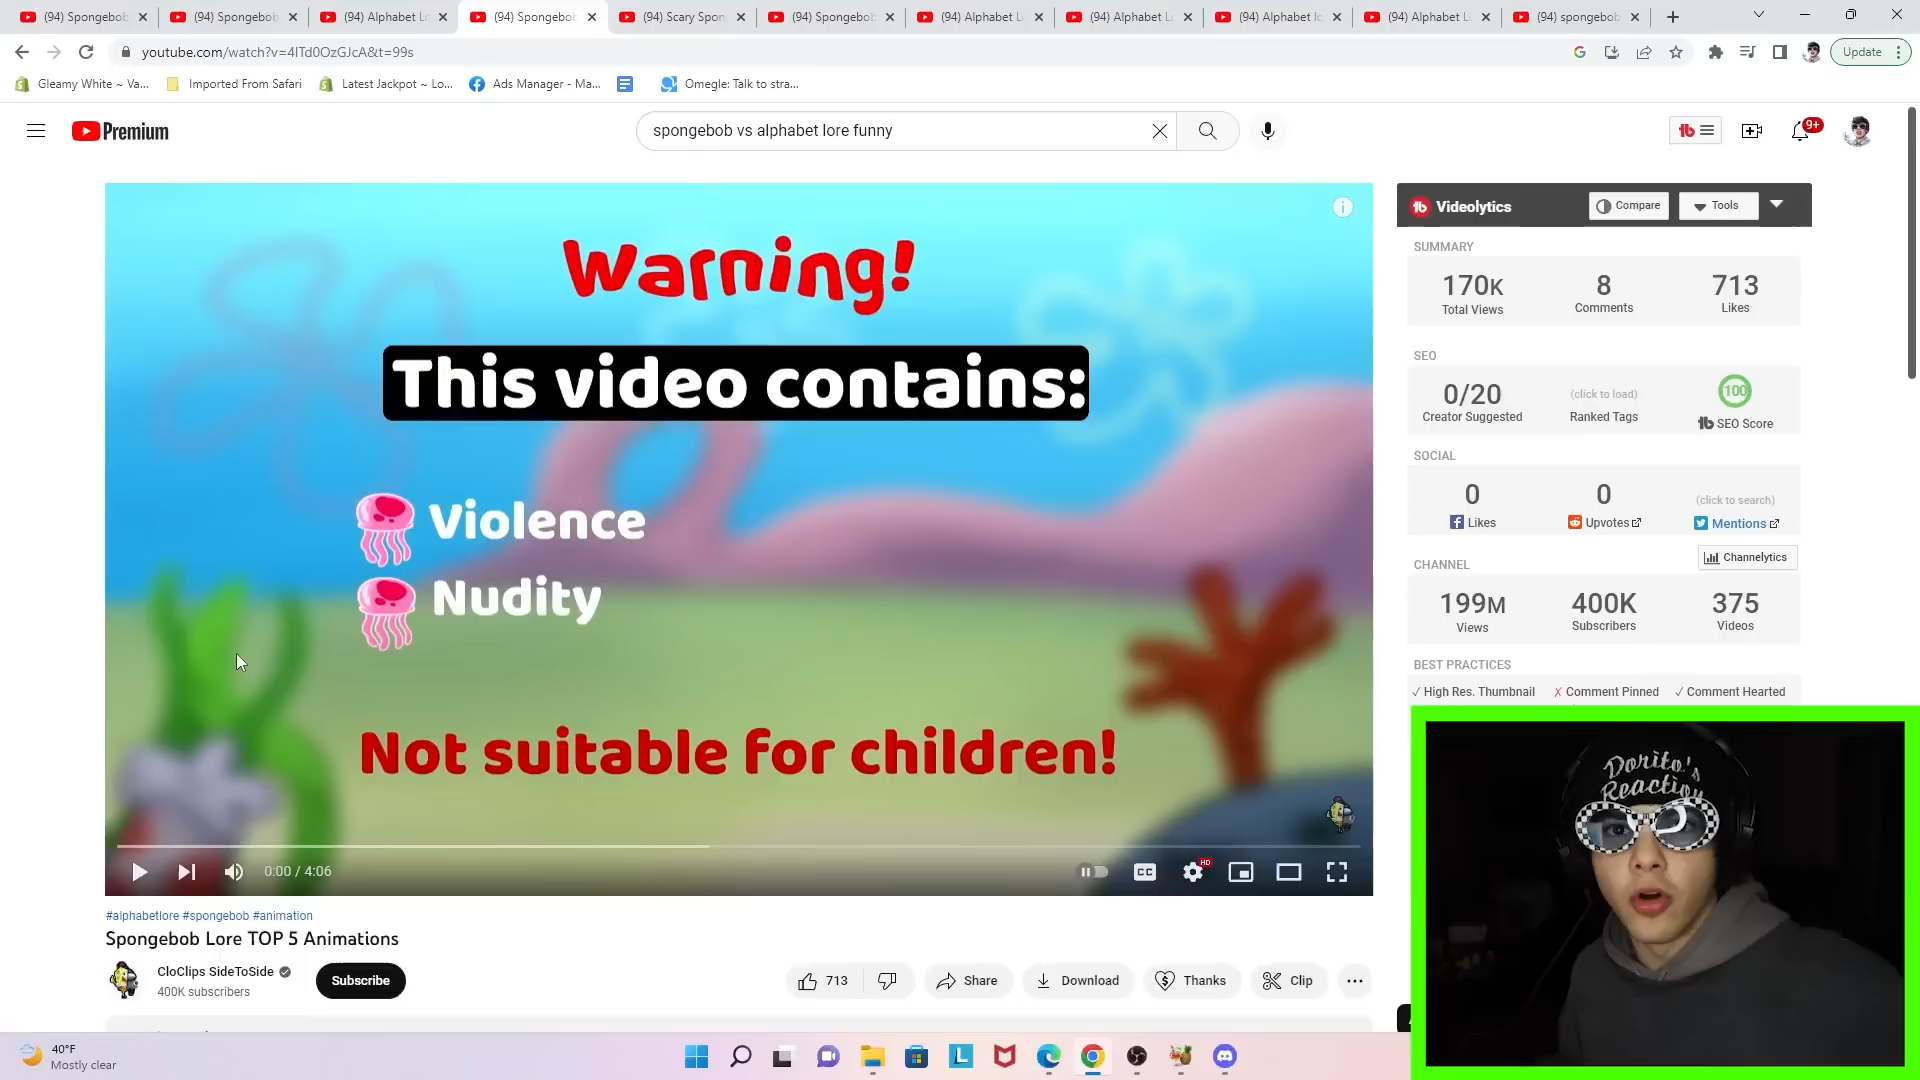 (94) Spongebob
(94) Spongebob
(94) Alphabet Lo
(94) Spongebob
(94) Scary Spon
(94) Spongebob
(94) Alphabet L
(94) Alphabet Lo
(94) Alphabet lo
(94) Alphabet L
(94) spongebob
youtube.com/watch?v=4ITd0OzGJcA&t=99s
Update
Gleamy White ~ Va...
Imported From Safari
Latest Jackpot ~ Lo...
Ads Manager - Ma...
Omegle: Talk to stra...
Premium
spongebob vs alphabet lore funny
9+
Warning!
This video contains:
Violence
Nudity
Not suitable for children!
0:00 / 4:06
CC
HD
Videolytics
Compare
Tools
SUMMARY
170K
Total Views
8
Comments
713
Likes
SEO
0/20
Creator Suggested
(click to load)
Ranked Tags
100
SEO Score
SOCIAL
0
Likes
0
Upvotes
(click to search)
Mentions
Channelytics
CHANNEL
199M
Views
400K
Subscribers
375
Videos
BEST PRACTICES
✓ High Res. Thumbnail
✗ Comment Pinned
✓ Comment Hearted
Dorito's
Reaction
#alphabetlore #spongebob #animation
Spongebob Lore TOP 5 Animations
CloClips SideToSide
400K subscribers
Subscribe
713
Share
Download
Thanks
Clip
40°F
Mostly clear